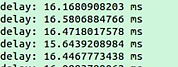 delay: 16.1680908203 ms
delay: 16.5806884766 ms
delay: 16.4718017578 ms
delay: 15.6439208984 ms
delay: 16.4467773438 ms